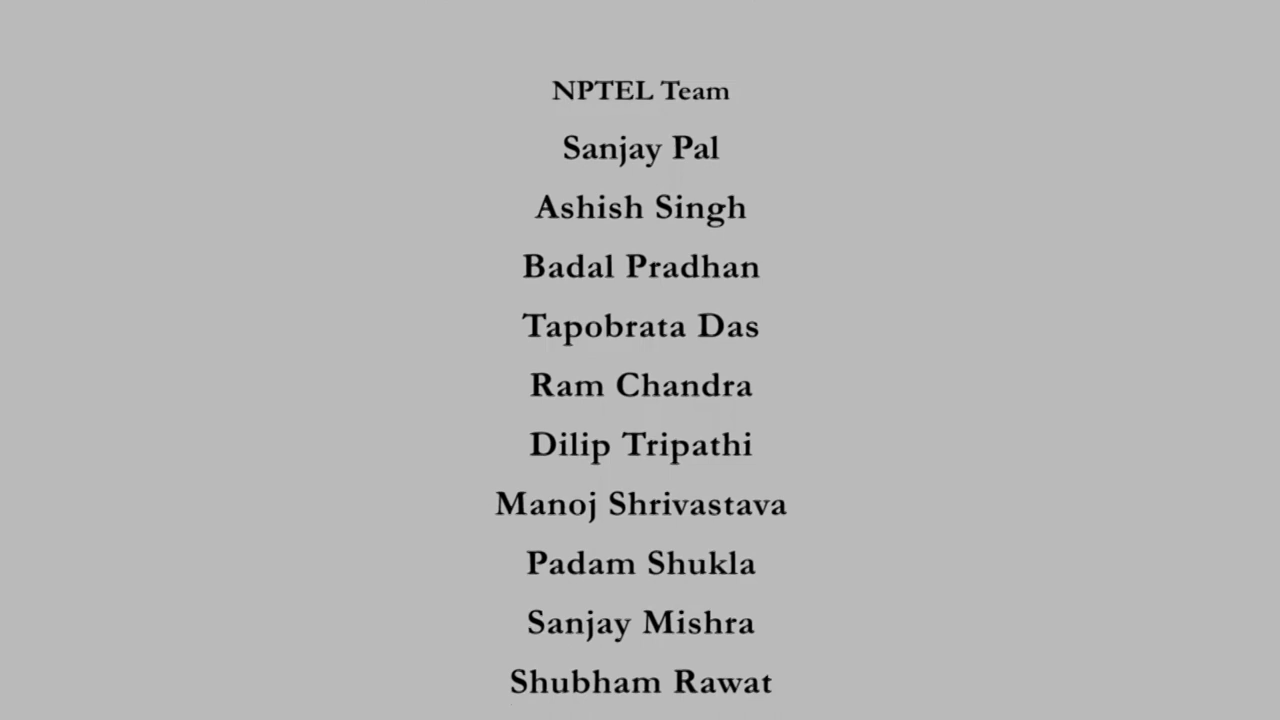 NPTEL Team
Sanjay Pal
Ashish Singh
Badal Pradhan
Tapobrata Das
Ram Chandra
Dilip Tripathi
Manoj Shrivastava
Padam Shukla
Sanjay Mishra
Shubham Rawat